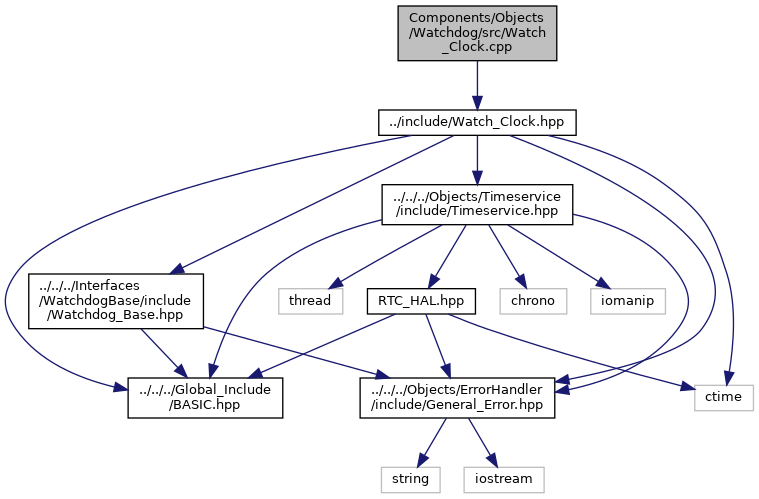 Components/Objects
/Watchdog/src/Watch
_Clock.cpp
../include/Watch_Clock.hpp
../../../Objects/Timeservice
/include/Timeservice.hpp
../../../Interfaces
/WatchdogBase/include
/Watchdog_Base.hpp
thread
RTC_HAL.hpp
chrono
iomanip
../../../Global_Include
/BASIC.hpp
../../../Objects/ErrorHandler
/include/General_Error.hpp
ctime
string
iostream